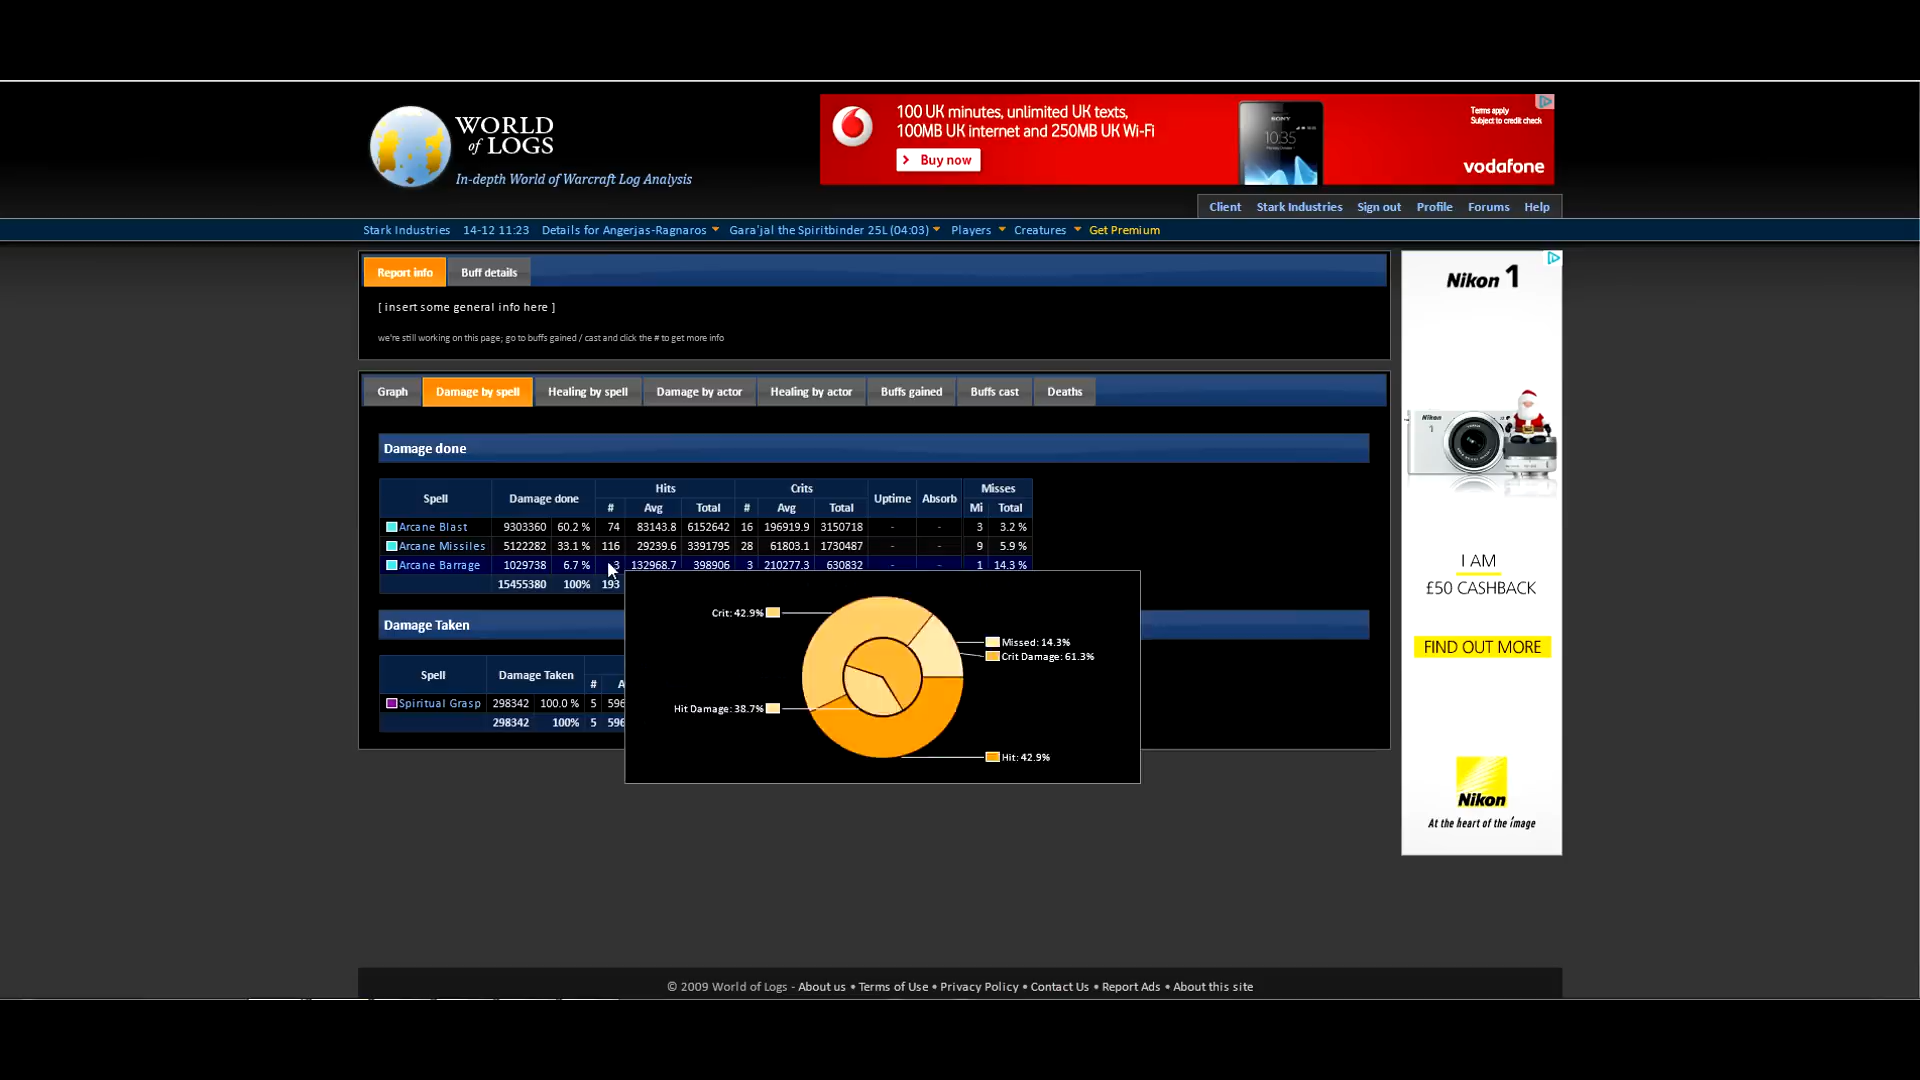 WORLD
of LOGS
In-depth World of Warcraft Log Analysis
100 UK minutes, unlimited UK texts,
100MB UK internet and 250MB UK Wi-Fi
> Buy now
SONY
10:35
Terms apply
Subject to credit check
vodafone
Client Stark Industries Sign out Profile Forums Help
Stark Industries 14-12 11:23 Details for Angerjas-Ragnaros Gara'jal the Spiritbinder 25L (04:03) Players Creatures Get Premium
Report info Buff details
[ insert some general info here ]
we're still working on this page; go to buffs gained / cast and click the # to get more info
Graph Damage by spell Healing by spell Damage by actor Healing by actor Buffs gained Buffs cast Deaths
Damage done
Spell Damage done Hits Crits Uptime Absorb Misses
# Avg Total # Avg Total Mi Total
Arcane Blast 9303360 60.2 % 74 83143.8 6152642 16 196919.9 3150718 - - 3 3.2 %
Arcane Missiles 5122282 33.1 % 116 29239.6 3391795 28 61803.1 1730487 - - 9 5.9 %
Arcane Barrage 1029738 6.7 % 3 132968.7 398906 3 210277.3 630832 - - 1 14.3 %
15455380 100% 193
Crit: 42.9%
Missed: 14.3%
Crit Damage: 61.3%
Hit Damage: 38.7%
Hit: 42.9%
Damage Taken
Spell Damage Taken # A
Spiritual Grasp 298342 100.0 % 5 596
298342 100% 5 596
Nikon 1
Nikon
1
I AM
£50 CASHBACK
FIND OUT MORE
Nikon
At the heart of the image
© 2009 World of Logs - About us • Terms of Use • Privacy Policy • Contact Us • Report Ads • About this site